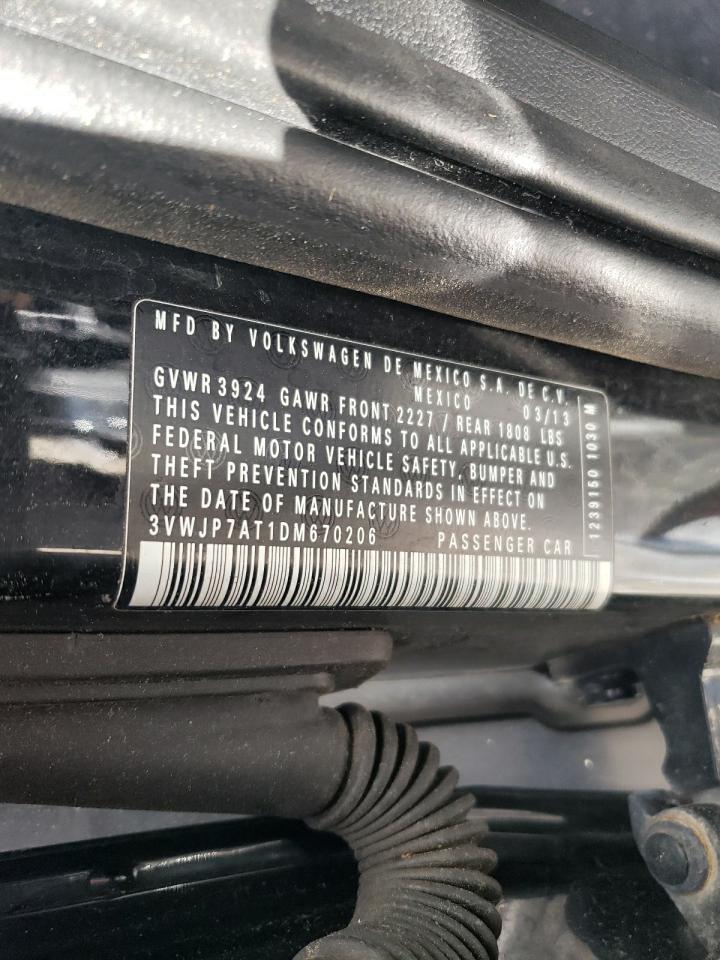 MFD BY VOLKSWAGEN DE MEXICO S.A. DE C.V.
MEXICO 03/13
GVWR 3924 GAWR FRONT 2227 / REAR 1808 LBS
THIS VEHICLE CONFORMS TO ALL APPLICABLE U.S.
FEDERAL MOTOR VEHICLE SAFETY, BUMPER AND
THEFT PREVENTION STANDARDS IN EFFECT ON
THE DATE OF MANUFACTURE SHOWN ABOVE.
3VWJP7AT1DM670206 PASSENGER CAR
1239150 1030 M